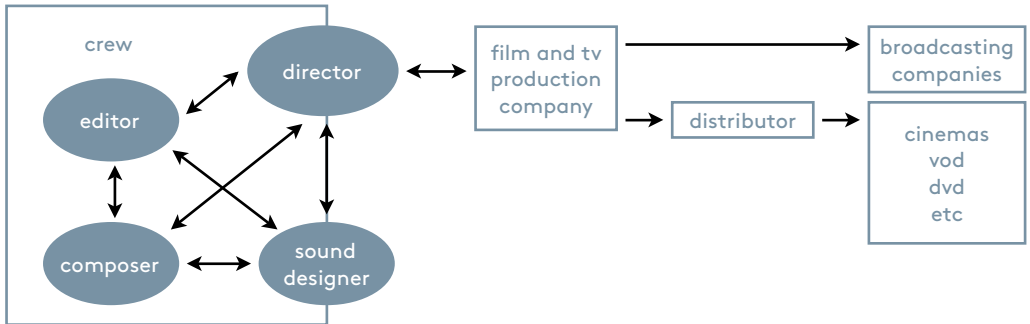 crew
director
editor
composer
sound
designer
film and tv
production
company
distributor
broadcasting
companies
cinemas
vod
dvd
etc